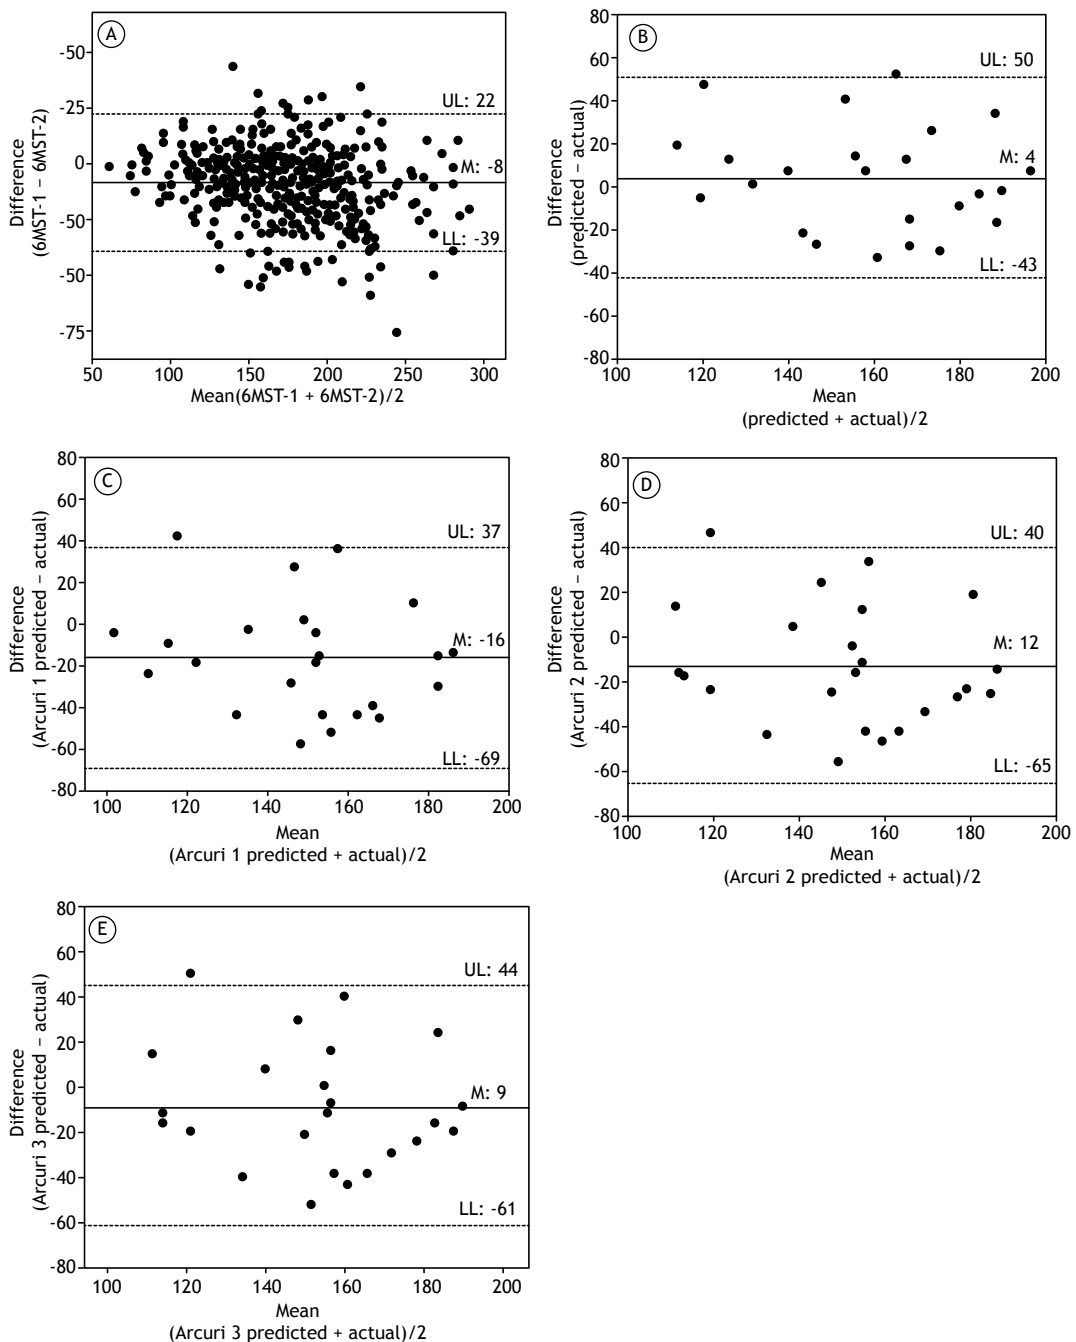 A
-50
-25
0
-50
-50
-75
Difference
(6MST-1 – 6MST-2)
UL: 22
M: -8
LL: -39
50
100
150
200
250
300
Mean(6MST-1 + 6MST-2)/2
B
80
60
40
20
0
-20
-40
-60
-80
Difference
(predicted – actual)
UL: 50
M: 4
LL: -43
100
120
140
160
180
200
Mean
(predicted + actual)/2
C
80
60
40
20
0
-20
-40
-60
-80
Difference
(Arcuri 1 predicted – actual)
UL: 37
M: -16
LL: -69
100
120
140
160
180
200
Mean
(Arcuri 1 predicted + actual)/2
D
80
60
40
20
0
-20
-40
-60
-80
Difference
(Arcuri 2 predicted – actual)
UL: 40
M: 12
LL: -65
100
120
140
160
180
200
Mean
(Arcuri 2 predicted + actual)/2
E
80
60
40
20
0
-20
-40
-60
-80
Difference
(Arcuri 3 predicted – actual)
UL: 44
M: 9
LL: -61
100
120
140
160
180
200
Mean
(Arcuri 3 predicted + actual)/2